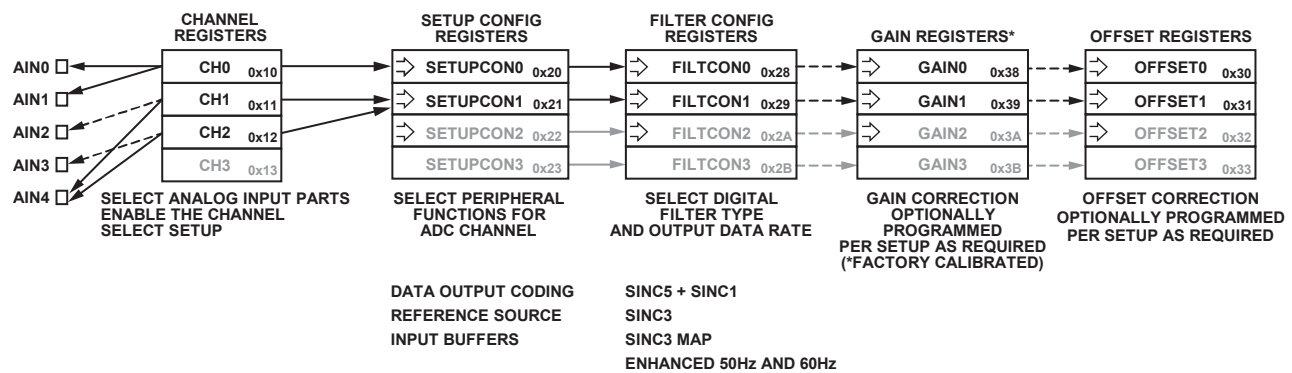 CHANNEL
REGISTERS
SETUP CONFIG
REGISTERS
FILTER CONFIG
REGISTERS
GAIN REGISTERS*
OFFSET REGISTERS
AIN0
AIN1
AIN2
AIN3
AIN4
CH0 0x10
CH1 0x11
CH2 0x12
CH3 0x13
SETUPCON0 0x20
SETUPCON1 0x21
SETUPCON2 0x22
SETUPCON3 0x23
FILTCON0 0x28
FILTCON1 0x29
FILTCON2 0x2A
FILTCON3 0x2B
GAIN0 0x38
GAIN1 0x39
GAIN2 0x3A
GAIN3 0x3B
OFFSET0 0x30
OFFSET1 0x31
OFFSET2 0x32
OFFSET3 0x33
SELECT ANALOG INPUT PARTS
ENABLE THE CHANNEL
SELECT SETUP
SELECT PERIPHERAL
FUNCTIONS FOR
ADC CHANNEL
SELECT DIGITAL
FILTER TYPE
AND OUTPUT DATA RATE
GAIN CORRECTION
OPTIONALLY
PROGRAMMED
PER SETUP AS REQUIRED
(*FACTORY CALIBRATED)
OFFSET CORRECTION
OPTIONALLY PROGRAMMED
PER SETUP AS REQUIRED
DATA OUTPUT CODING
REFERENCE SOURCE
INPUT BUFFERS
SINC5 + SINC1
SINC3
SINC3 MAP
ENHANCED 50Hz AND 60Hz